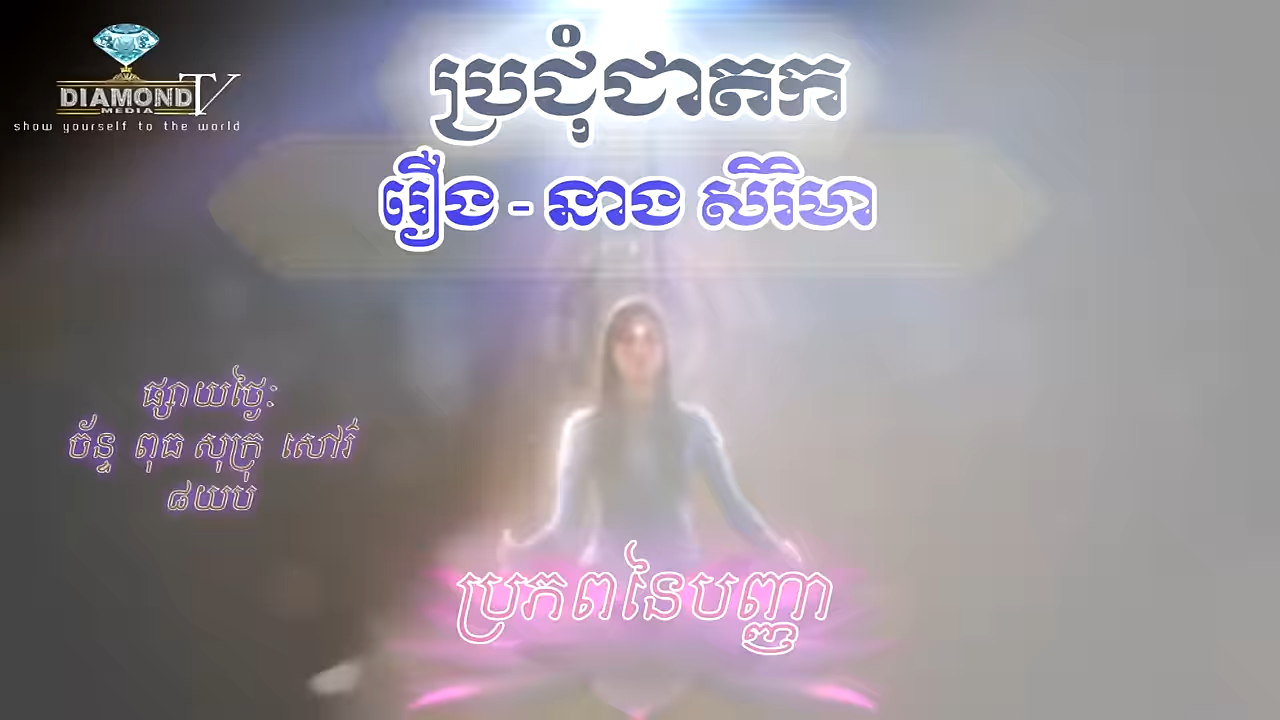 DIAMOND TV
MEDIA
show yourself to the world
ប្រជុំជាតក
រឿង - នាង សិរិមា
ផ្សាយថ្ងៃ:
ច័ន្ទ ពុធ សុក្រ សៅរ៍
៨យប់
ប្រភពនៃបញ្ញា